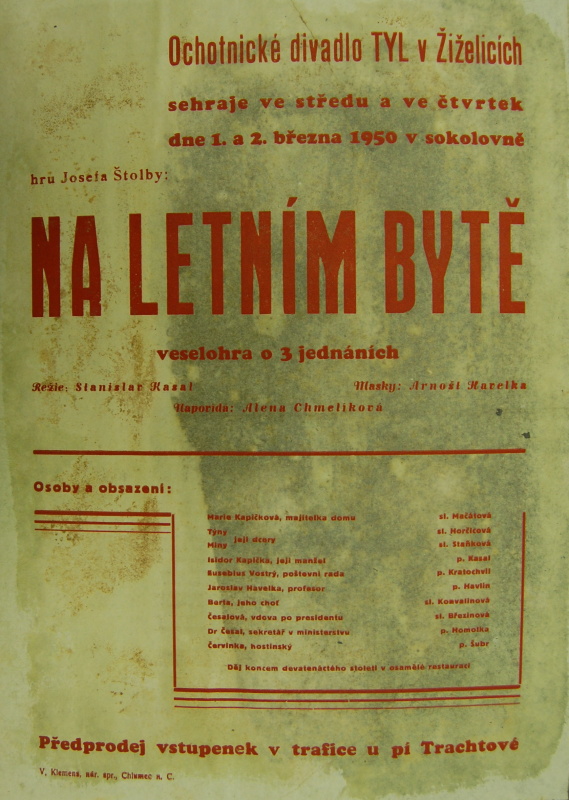 Ochotnické divadlo TYL v Žiželicích
sehraje ve středu a ve čtvrtek
dne 1. a 2. března 1950 v sokolovně
hru Josefa Štolby:
NA LETNÍM BYTĚ
veselohra o 3 jednáních
Režie: Stanislav Kasal Masky: Arnošt Havelka
Napovídá: Alena Chmelíková
Osoby a obsazení:
Marie Kapičková, majitelka domu sl. Mačátová
Tyny sl. Horčičová
její dcery
Miny sl. Staňková
Isidor Kapička, její manžel p. Kasal
Eusebius Vostrý, poštovní rada p. Kratochvíl
Jaroslav Havelka, profesor p. Havlín
Berta, jeho choť sl. Konvalinová
Česalová, vdova po presidentu sl. Březinová
Dr Česal, sekretář v ministerstvu p. Homolka
Červinka, hostinský p. Šubr
Děj koncem devatenáctého století v osamělé restauraci
Předprodej vstupenek v trafice u pí Trachtové
V. Klemens, nár. spr., Chlumec n. C.